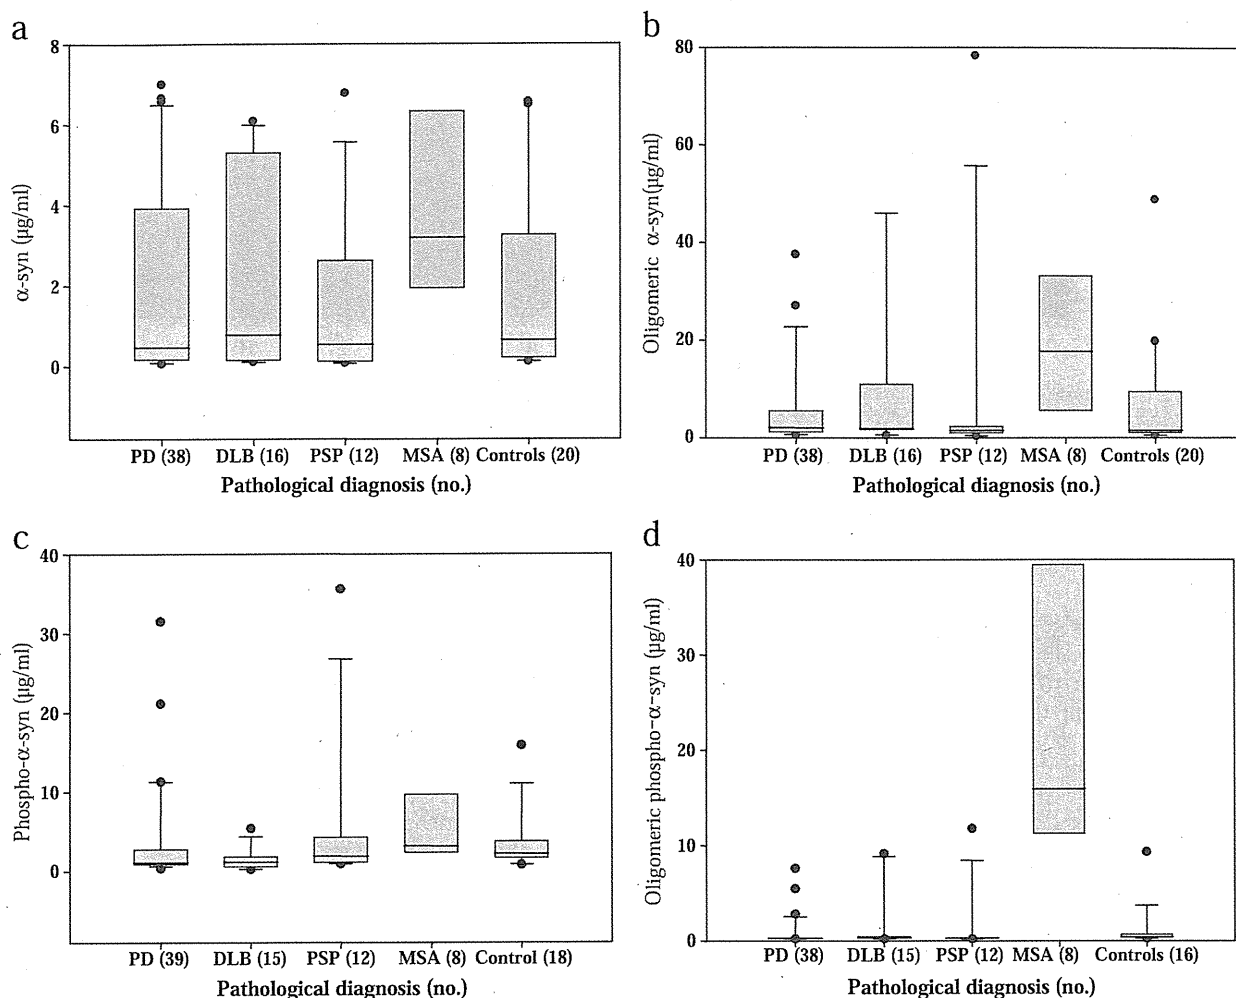 a
8
6
4
2
0
α-syn (µg/ml)
PD (38) DLB (16) PSP (12) MSA (8) Controls (20)
Pathological diagnosis (no.)
b
80
60
40
20
0
Oligomeric α-syn(µg/ml)
PD (38) DLB (16) PSP (12) MSA (8) Controls (20)
Pathological diagnosis (no.)
c
40
30
20
10
0
Phospho-α-syn (µg/ml)
PD (39) DLB (15) PSP (12) MSA (8) Control (18)
Pathological diagnosis (no.)
d
40
30
20
10
0
Oligomeric phospho-α-syn (µg/ml)
PD (38) DLB (15) PSP (12) MSA (8) Controls (16)
Pathological diagnosis (no.)